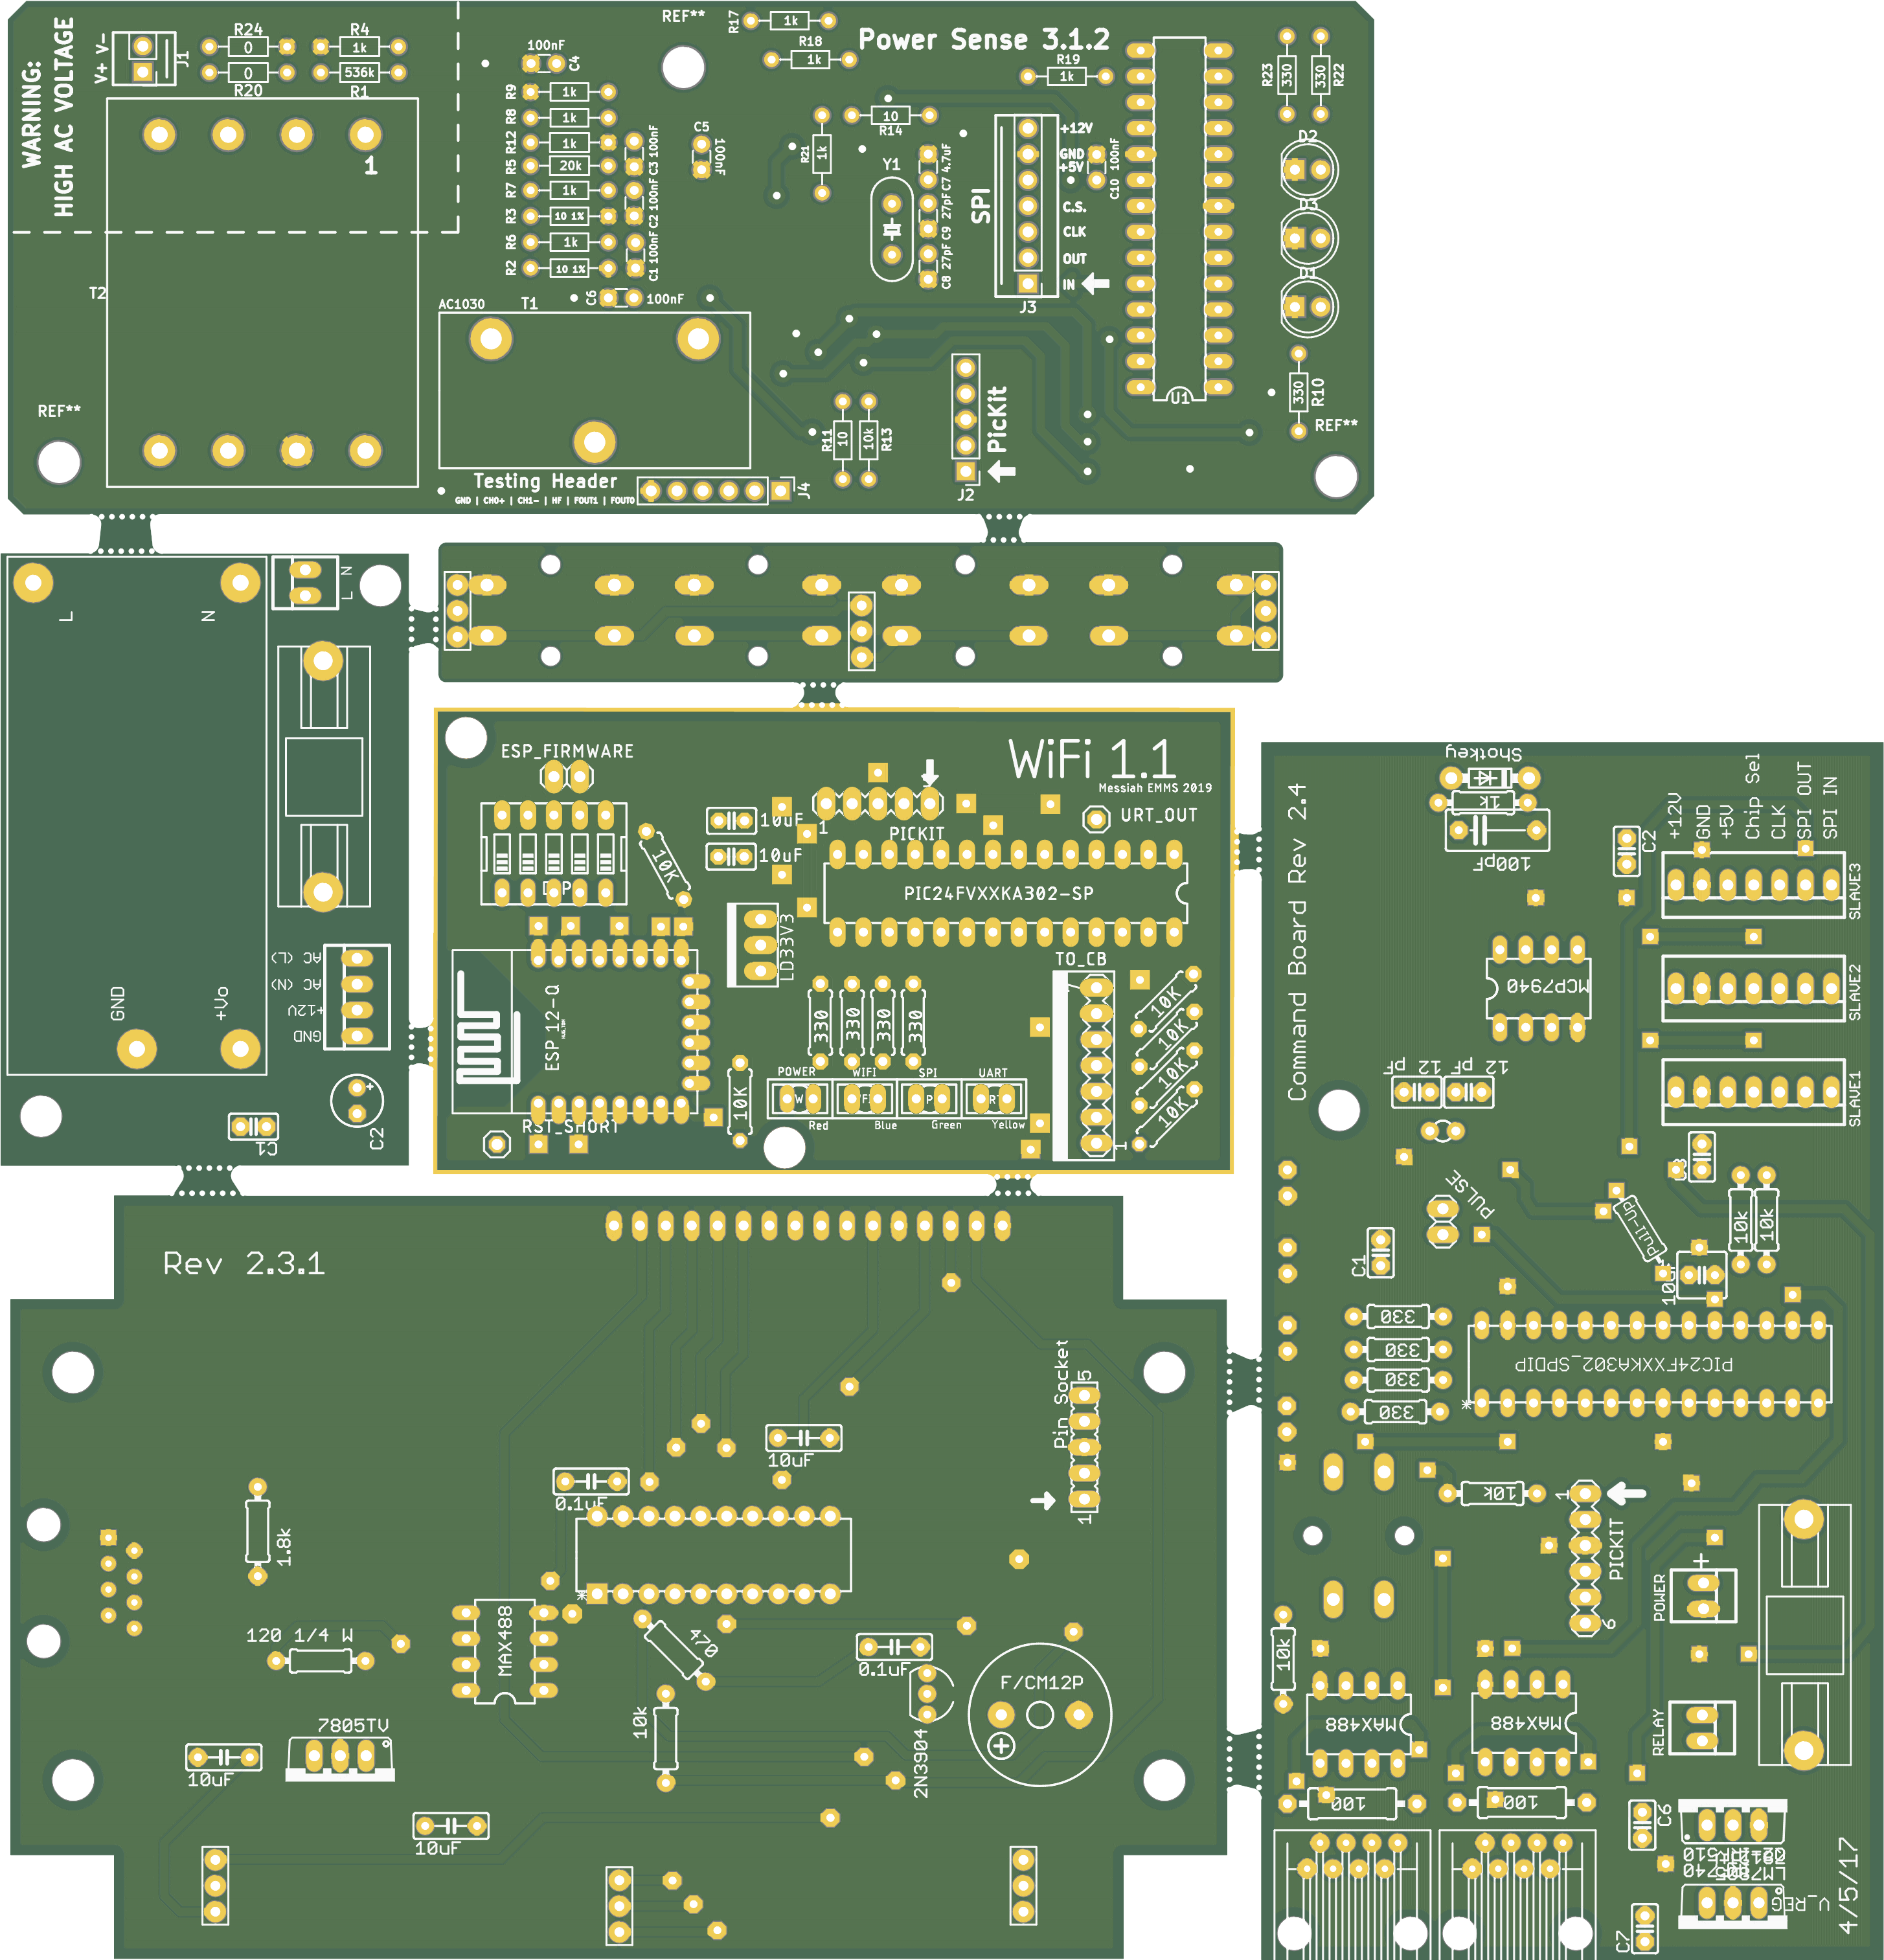 WARNING:
HIGH AC VOLTAGE
V+ V-
J1
R24
0
0
R20
R4
1k
536k
R1
1
T2
REF**
REF**
R17
1k
R18
1k
Power Sense 3.1.2
R19
1k
100nF
C4
R9
1k
R8
1k
R12
1k
R5
20k
R7
1k
R3
10 1%
R6
1k
R2
10 1%
C3 100nF
C2 100nF
C1 100nF
C6
100nF
C5
100nF
R21
1k
10
R14
Y1
C7 4.7uF
C9 27pF
C8 27pF
SPI
+12V
GND
+5V
C.S.
CLK
OUT
IN
J3
C10 100nF
U1
R23
330
330
R22
D2
D3
D1
330
R10
REF**
AC1030
T1
R11
10
10k
R13
PicKit
J2
Testing Header
GND | CH0+ | CH1- | HF | FOUT1 | FOUT0
J4
L
N
L N
GND
+Vo
AC (L)
AC (N)
+12V
GND
C1
C2
ESP_FIRMWARE
WiFi 1.1
Messiah EMMS 2019
URT_OUT
10uF
10uF
1
PICKIT
10K
PIC24FVXXKA302-SP
LD33V3
TO_CB
ESP 12-Q
330
330
330
330
10K
10K
10K
10K
10K
POWER
WIFI
SPI
UART
Red
Blue
Green
Yellow
RST_SHORT
1
Shotkey
1k
100pF
Command Board Rev 2.4
C2
+12V
GND
+5V
Chip Sel
CLK
SPI OUT
SPI IN
SLAVE3
MCP7940
SLAVE2
12 pF
12 pF
SLAVE1
PULSE
Pull-up
10k
10k
C1
10uF
330
330
330
330
PIC24FXXKA302_SPDIP
10k
1
PICKIT
6
POWER
+
10k
RELAY
MAX488
MAX488
100
100
C6
V_REG
C7
4/5/17
Rev 2.3.1
Pin Socket
5
1
10uF
0.1uF
1.8k
120 1/4 W
MAX488
470
0.1uF
F/CM12P
10k
2N3904
7805TV
10uF
10uF